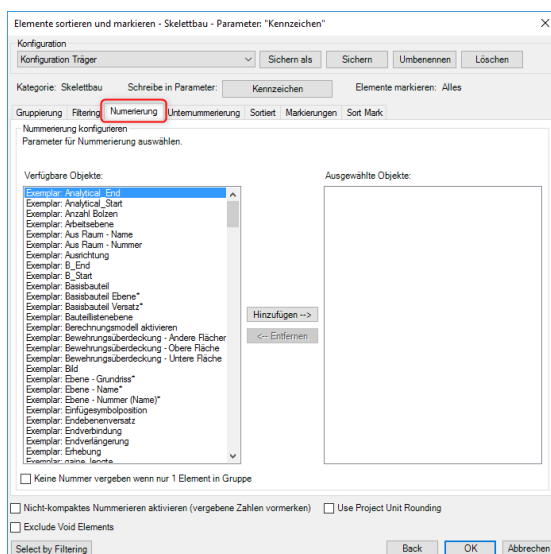 Elemente sortieren und markieren - Skelettbau - Parameter: "Kennzeichen"
Konfiguration
Konfiguration Träger
Sichern als
Sichern
Umbenennen
Löschen
Kategorie: Skelettbau
Schreibe in Parameter:
Kennzeichen
Elemente markieren: Alles
Gruppierung
Filtering
Numerierung
Unternummerierung
Sortiert
Markierungen
Sort Mark
Nummerierung konfigurieren
Parameter für Nummerierung auswählen.
Verfügbare Objekte:
Ausgewählte Objekte:
Exemplar: Analytical_End
Exemplar: Analytical_Start
Exemplar: Anzahl Bolzen
Exemplar: Arbeitsebene
Exemplar: Aus Raum - Name
Exemplar: Aus Raum - Nummer
Exemplar: Ausrichtung
Exemplar: B_End
Exemplar: B_Start
Exemplar: Basisbauteil
Exemplar: Basisbauteil Ebene*
Exemplar: Basisbauteil Versatz*
Exemplar: Bauteillistenebene
Exemplar: Berechnungsmodell aktivieren
Exemplar: Bewehrungsüberdeckung - Andere Flächer
Exemplar: Bewehrungsüberdeckung - Obere Fläche
Exemplar: Bewehrungsüberdeckung - Untere Fläche
Exemplar: Bild
Exemplar: Ebene - Grundriss*
Exemplar: Ebene - Name*
Exemplar: Ebene - Nummer (Name)*
Exemplar: Einfügesymbolposition
Exemplar: Endebenenversatz
Exemplar: Endverbindung
Exemplar: Endverlängerung
Exemplar: Erhebung
Exemplar: gaine_lengte
Hinzufügen -->
<-- Entfernen
Keine Nummer vergeben wenn nur 1 Element in Gruppe
Nicht-kompaktes Nummerieren aktivieren (vergebene Zahlen vormerken)
Use Project Unit Rounding
Exclude Void Elements
Select by Filtering
Back
OK
Abbrechen